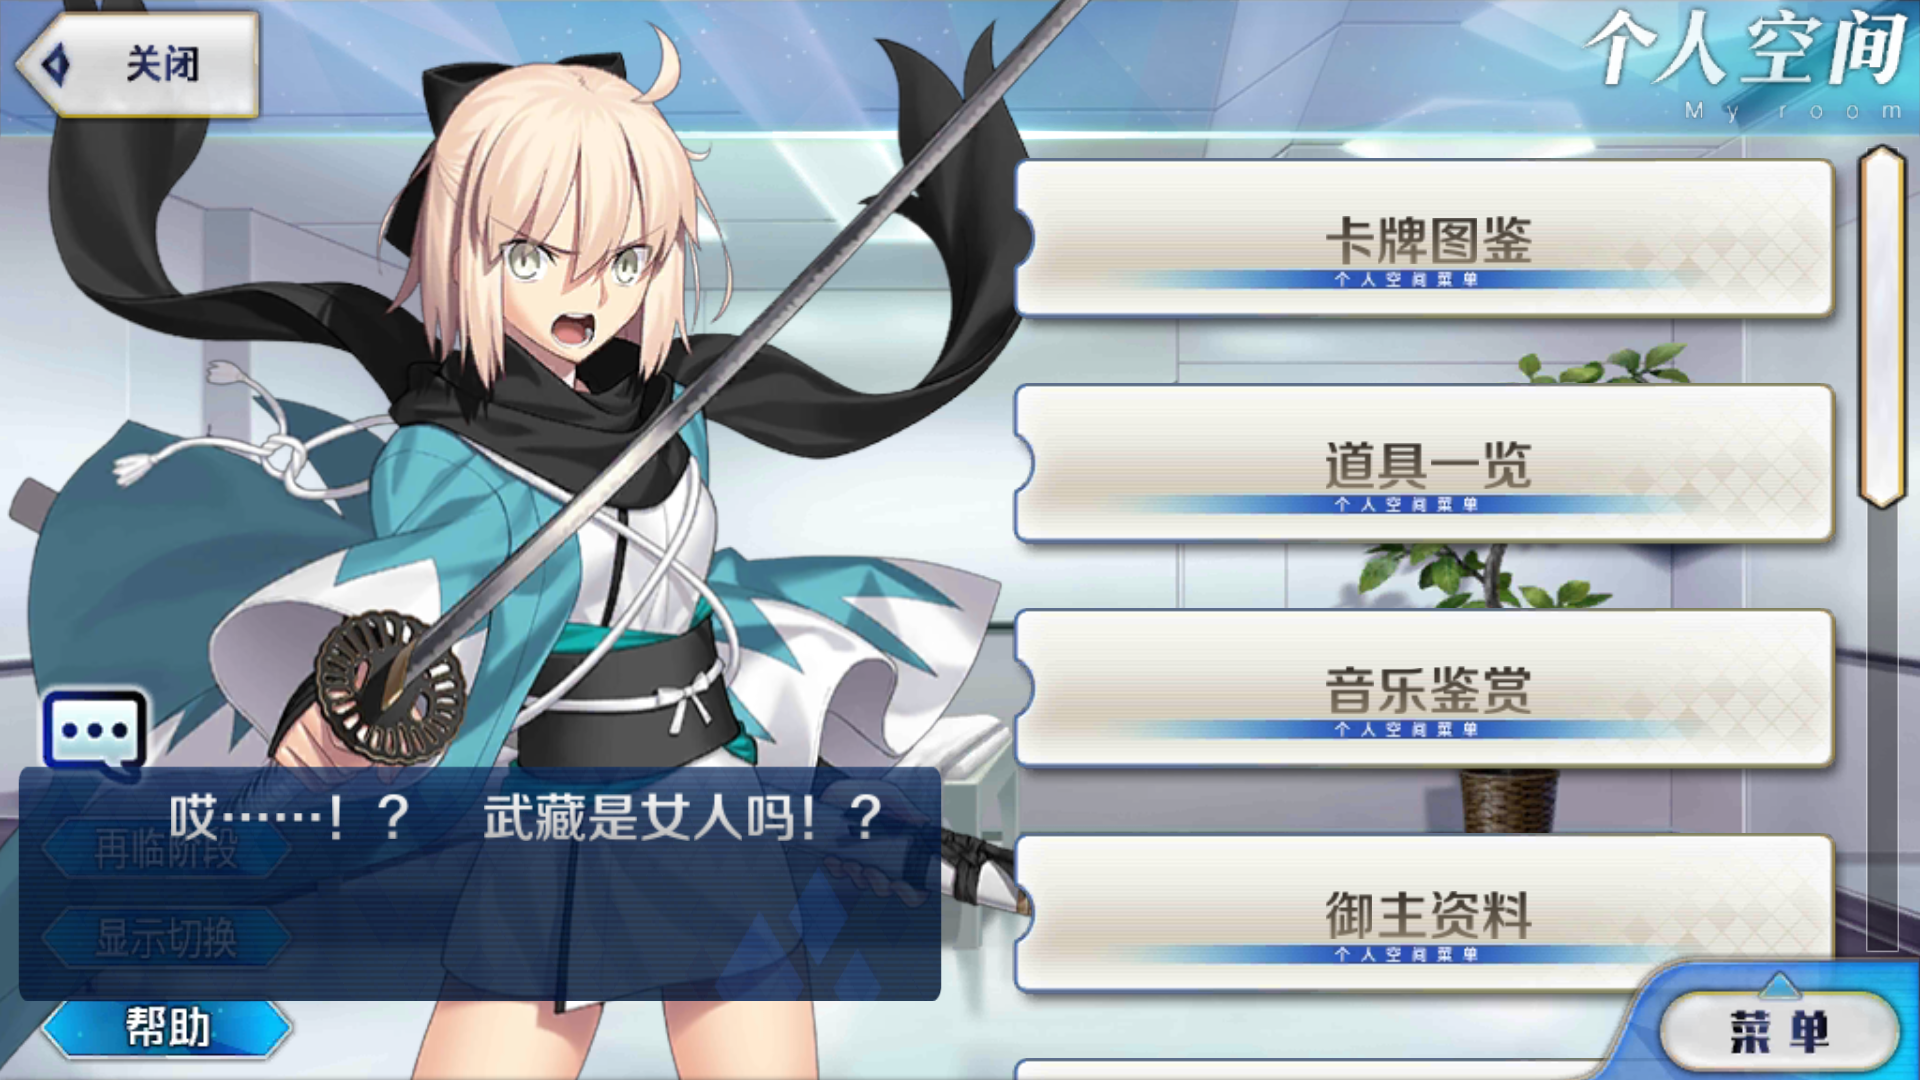 关闭
个人空间
My room
卡牌图鉴
个人空间菜单
道具一览
个人空间菜单
音乐鉴赏
个人空间菜单
御主资料
个人空间菜单
哎……！？ 武藏是女人吗！？
再临阶段
显示切换
帮助
菜单